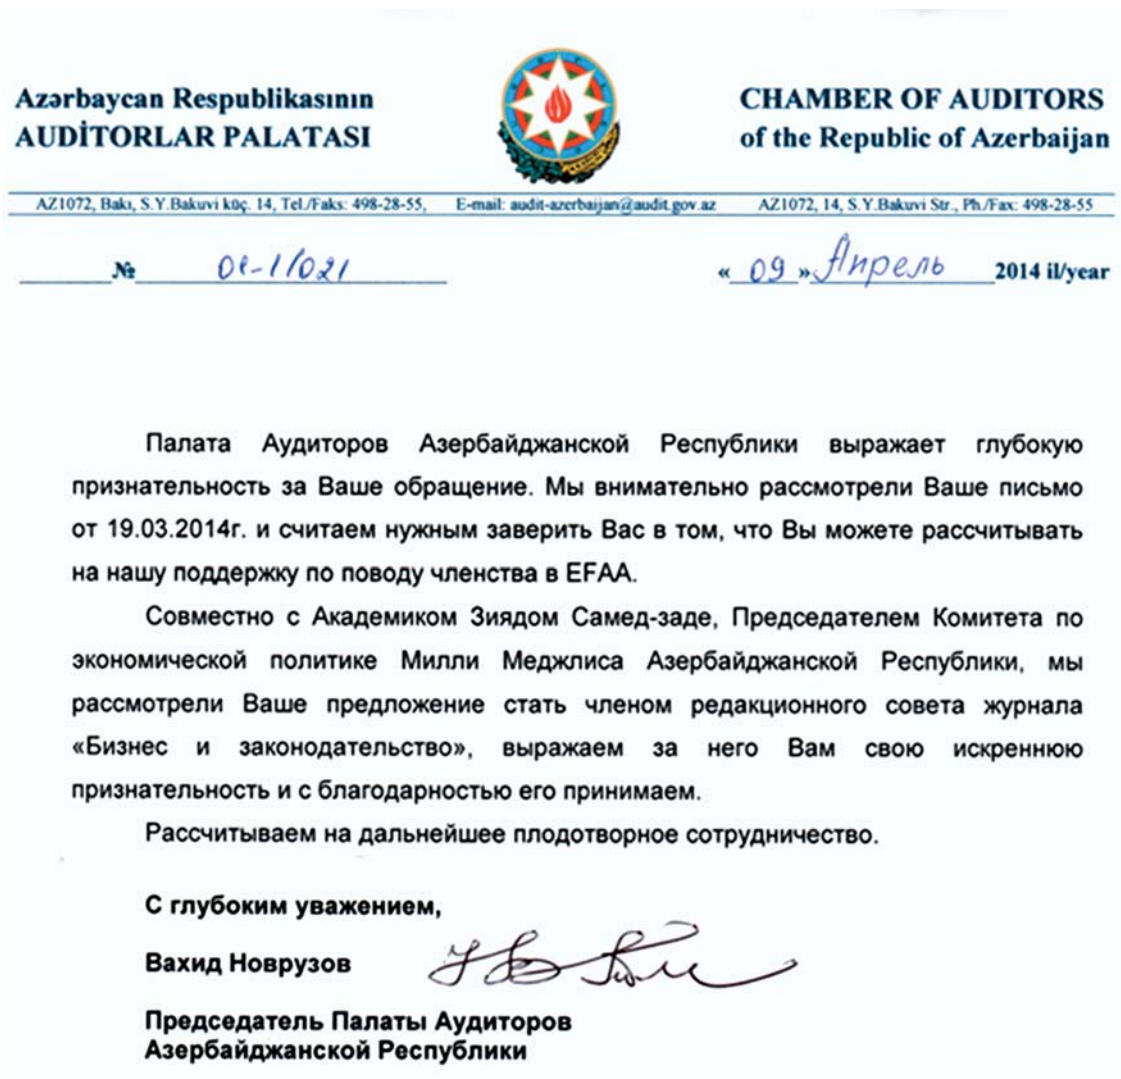 Azərbaycan Respublikasının
AUDİTORLAR PALATASI
CHAMBER OF AUDITORS
of the Republic of Azerbaijan
AZ1072, Bakı, S.Y.Bakuvi küç. 14, Tel./Faks: 498-28-55, E-mail: audit-azerbaijan@audit.gov.az AZ1072, 14, S.Y.Bakuvi Str., Ph./Fax: 498-28-55
№ 01-1/021 « 09 » Апрель 2014 il/year
Палата Аудиторов Азербайджанской Республики выражает глубокую
признательность за Ваше обращение. Мы внимательно рассмотрели Ваше письмо
от 19.03.2014г. и считаем нужным заверить Вас в том, что Вы можете рассчитывать
на нашу поддержку по поводу членства в EFAA.
Совместно с Академиком Зиядом Самед-заде, Председателем Комитета по
экономической политике Милли Меджлиса Азербайджанской Республики, мы
рассмотрели Ваше предложение стать членом редакционного совета журнала
«Бизнес и законодательство», выражаем за него Вам свою искреннюю
признательность и с благодарностью его принимаем.
Рассчитываем на дальнейшее плодотворное сотрудничество.
С глубоким уважением,
Вахид Новрузов
Председатель Палаты Аудиторов
Азербайджанской Республики